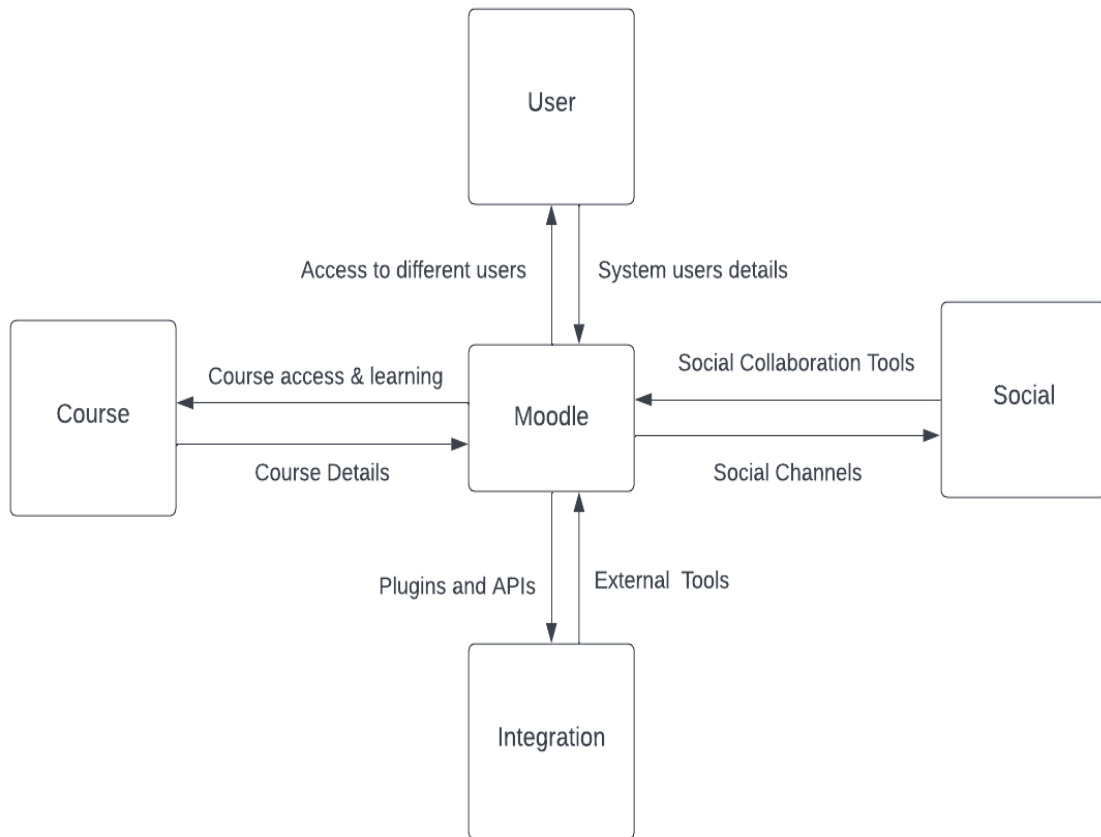 User
Access to different users
System users details
Course
Course access & learning
Course Details
Moodle
Social Collaboration Tools
Social Channels
Social
Plugins and APIs
External  Tools
Integration